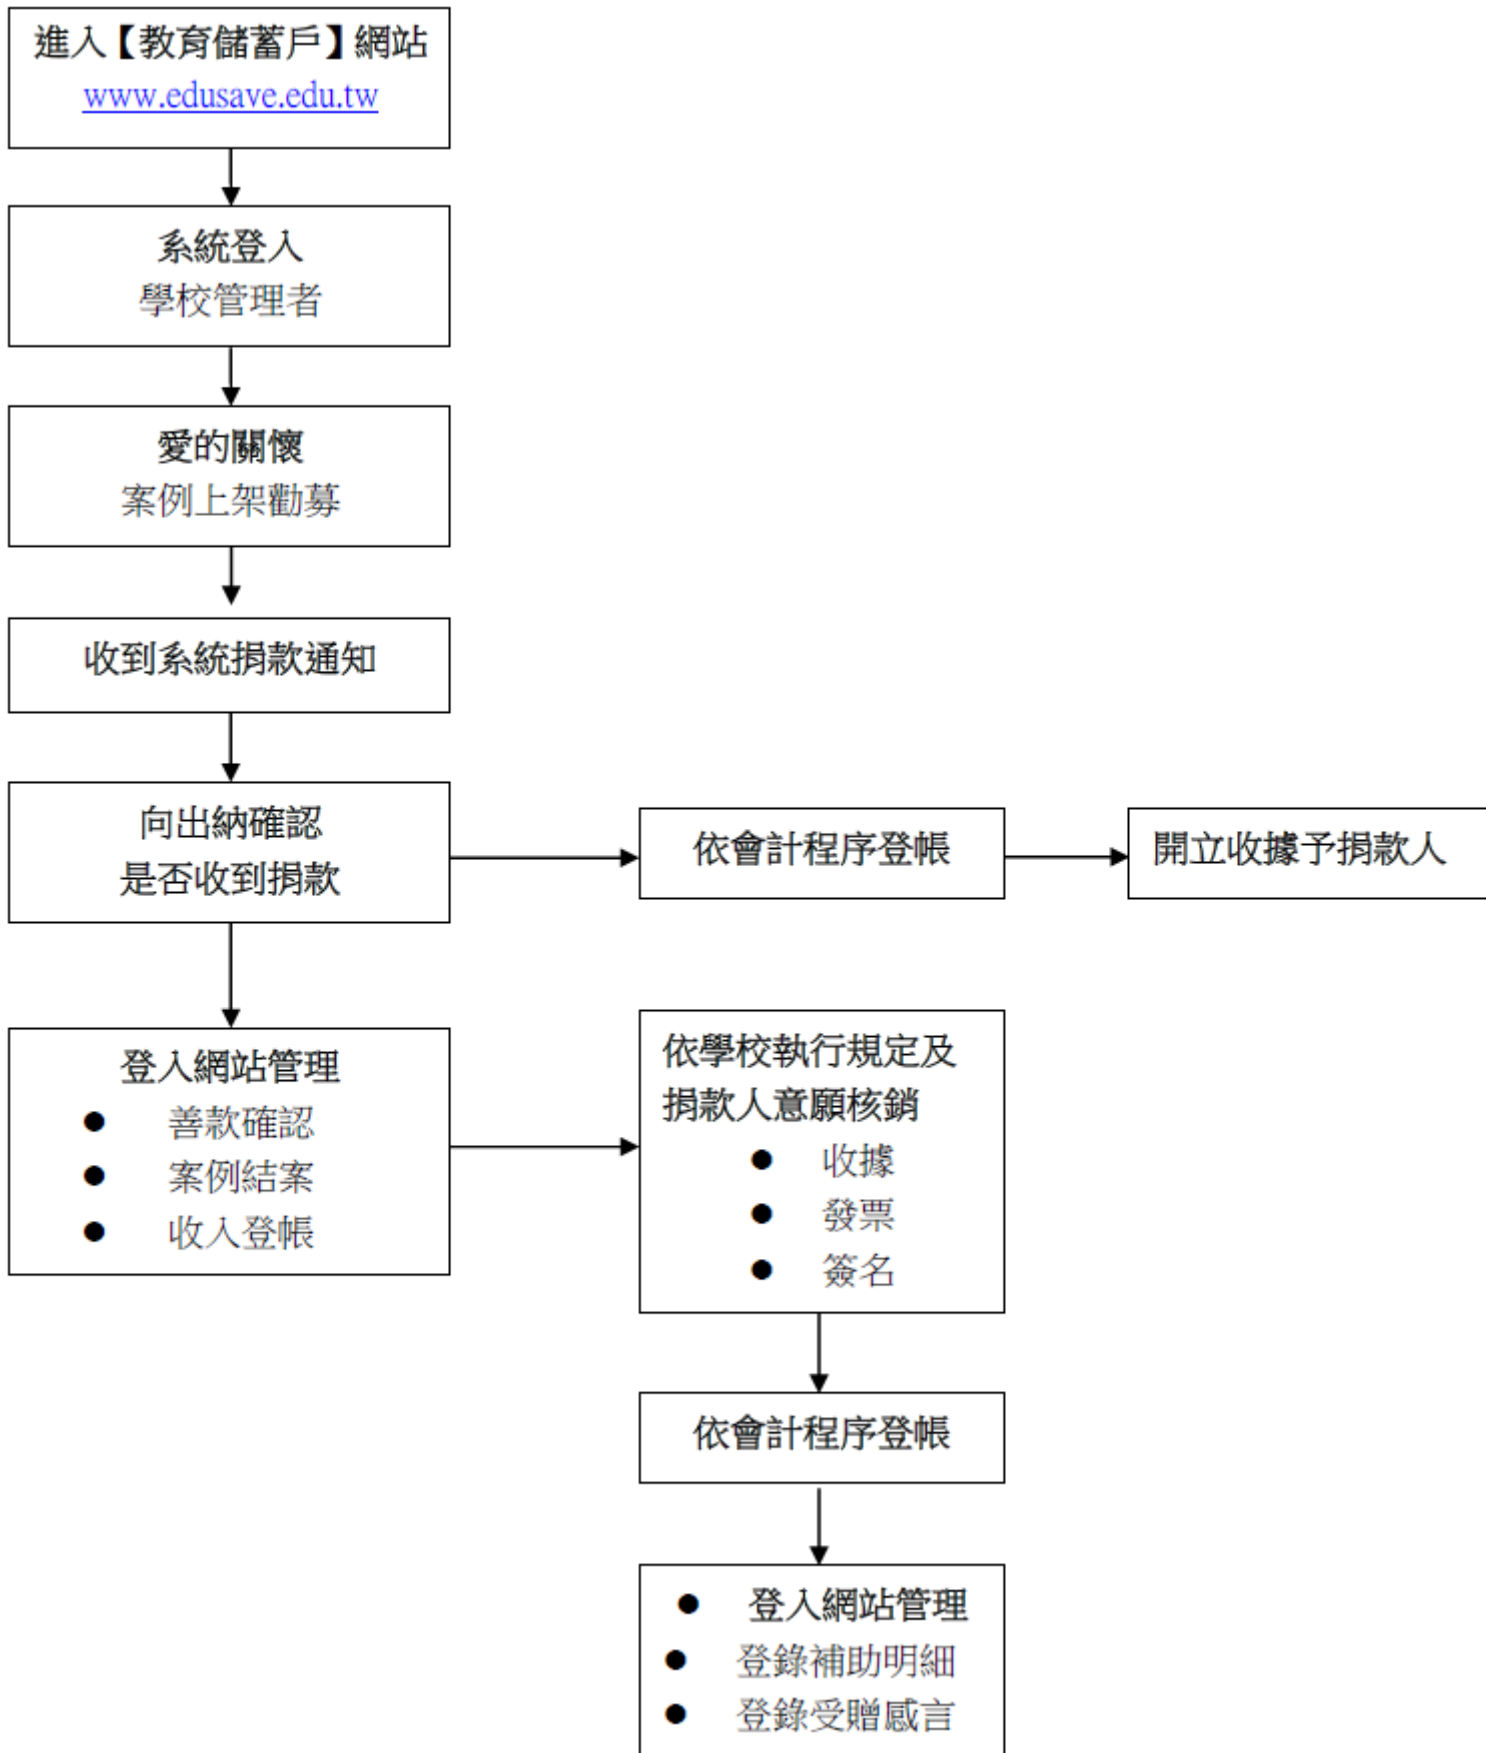 進入【教育儲蓄戶】網站
www.edusave.edu.tw
系統登入
學校管理者
愛的關懷
案例上架勸募
收到系統捐款通知
向出納確認
是否收到捐款
依會計程序登帳
開立收據予捐款人
登入網站管理
● 善款確認
● 案例結案
● 收入登帳
依學校執行規定及
捐款人意願核銷
● 收據
● 發票
● 簽名
依會計程序登帳
● 登入網站管理
● 登錄補助明細
● 登錄受贈感言